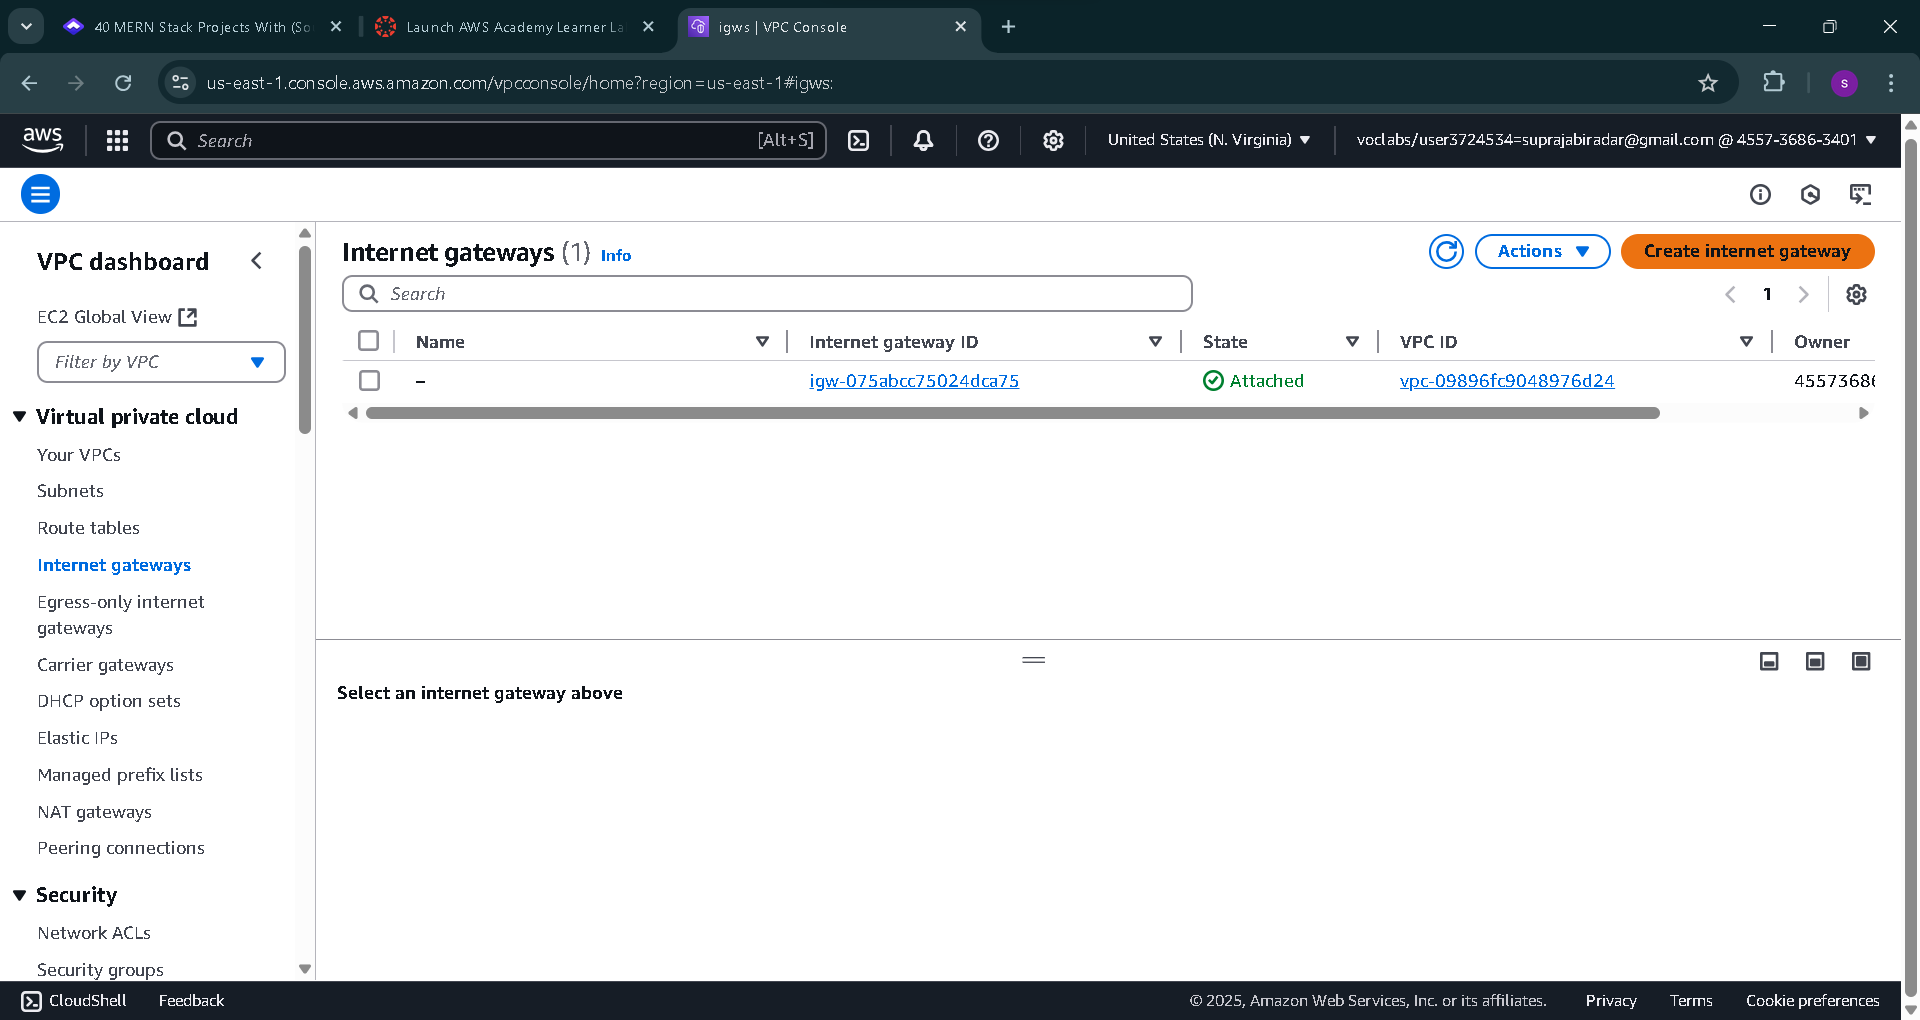 40 MERN Stack Projects With (So
Launch AWS Academy Learner La
igws | VPC Console
us-east-1.console.aws.amazon.com/vpcconsole/home?region=us-east-1#igws:
S
aws
Search
[Alt+S]
United States (N. Virginia)
voclabs/user3724534=suprajabiradar@gmail.com @ 4557-3686-3401
VPC dashboard
EC2 Global View
Filter by VPC
Virtual private cloud
Your VPCs
Subnets
Route tables
Internet gateways
Egress-only internet
gateways
Carrier gateways
DHCP option sets
Elastic IPs
Managed prefix lists
NAT gateways
Peering connections
Security
Network ACLs
Security groups
Internet gateways (1) Info
Actions
Create internet gateway
Search
1
Name
Internet gateway ID
State
VPC ID
Owner
–
igw-075abcc75024dca75
Attached
vpc-09896fc9048976d24
4557368
Select an internet gateway above
CloudShell
Feedback
© 2025, Amazon Web Services, Inc. or its affiliates.
Privacy
Terms
Cookie preferences